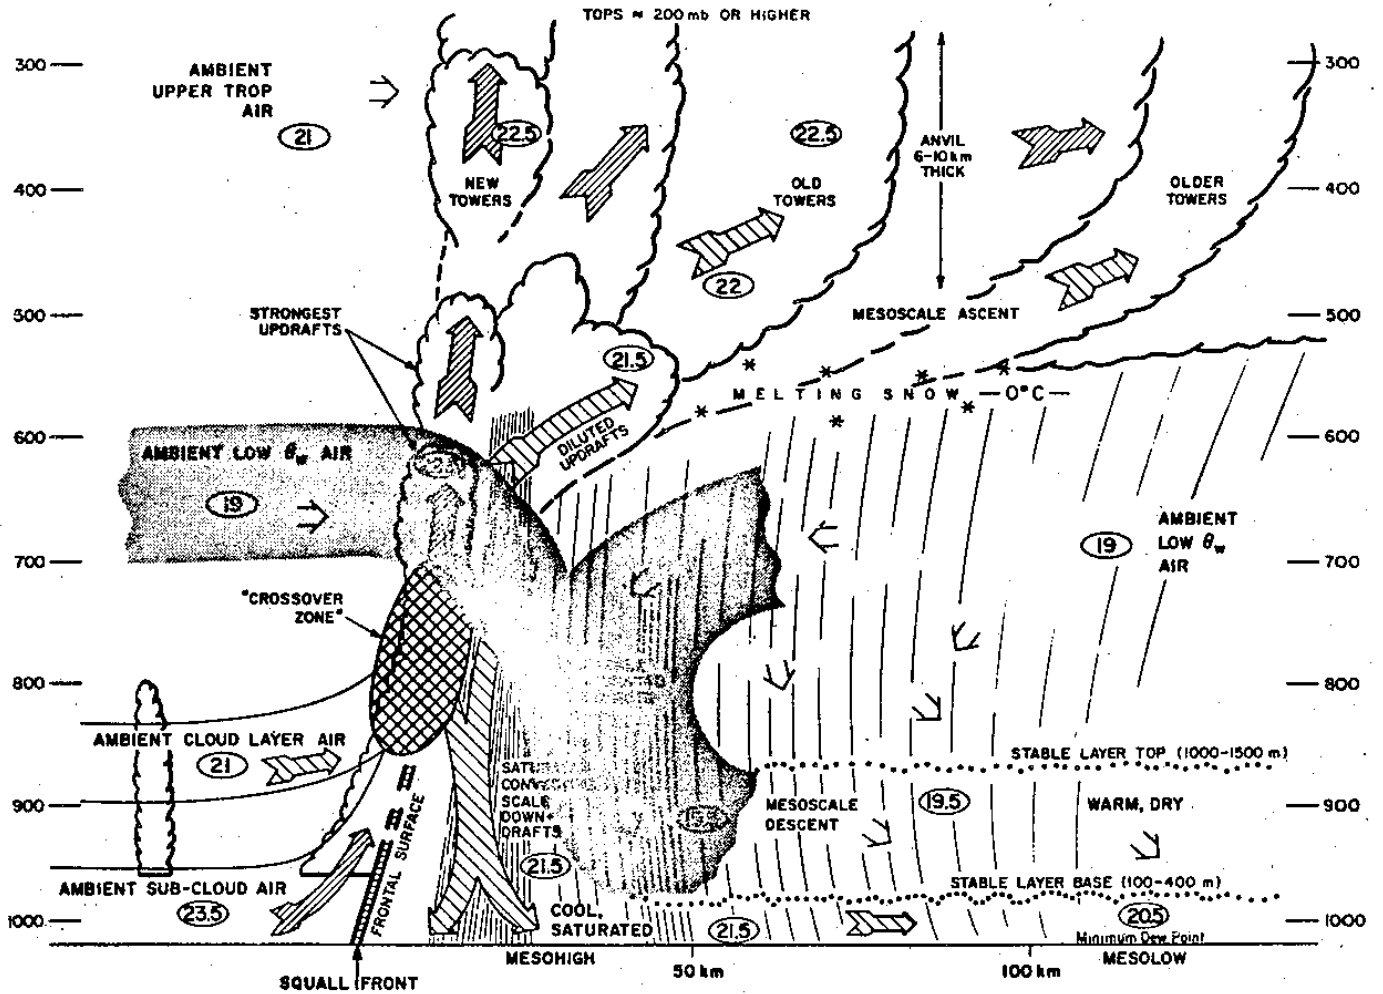 TOPS ≈ 200 mb OR HIGHER
300
AMBIENT
UPPER TROP
AIR
21
22.5
NEW
TOWERS
22.5
OLD
TOWERS
ANVIL
6-10 km
THICK
OLDER
TOWERS
300
400
400
22
STRONGEST
UPDRAFTS
500
MESOSCALE ASCENT
500
21.5
MELTING SNOW — 0°C —
DILUTED
UPDRAFTS
600
600
AMBIENT LOW θw AIR
19
19
AMBIENT
LOW θw
AIR
700
700
"CROSSOVER
ZONE"
800
800
AMBIENT CLOUD LAYER AIR
21
STABLE LAYER TOP (1000-1500 m)
SCALE
DOWN-
DRAFTS
21.5
MESOSCALE
DESCENT
19.5
WARM, DRY
900
900
FRONTAL SURFACE
AMBIENT SUB-CLOUD AIR
23.5
STABLE LAYER BASE (100-400 m)
1000
COOL,
SATURATED
21.5
20.5
Minimum Dew Point
1000
MESOHIGH
50 km
100 km
MESOLOW
SQUALL FRONT